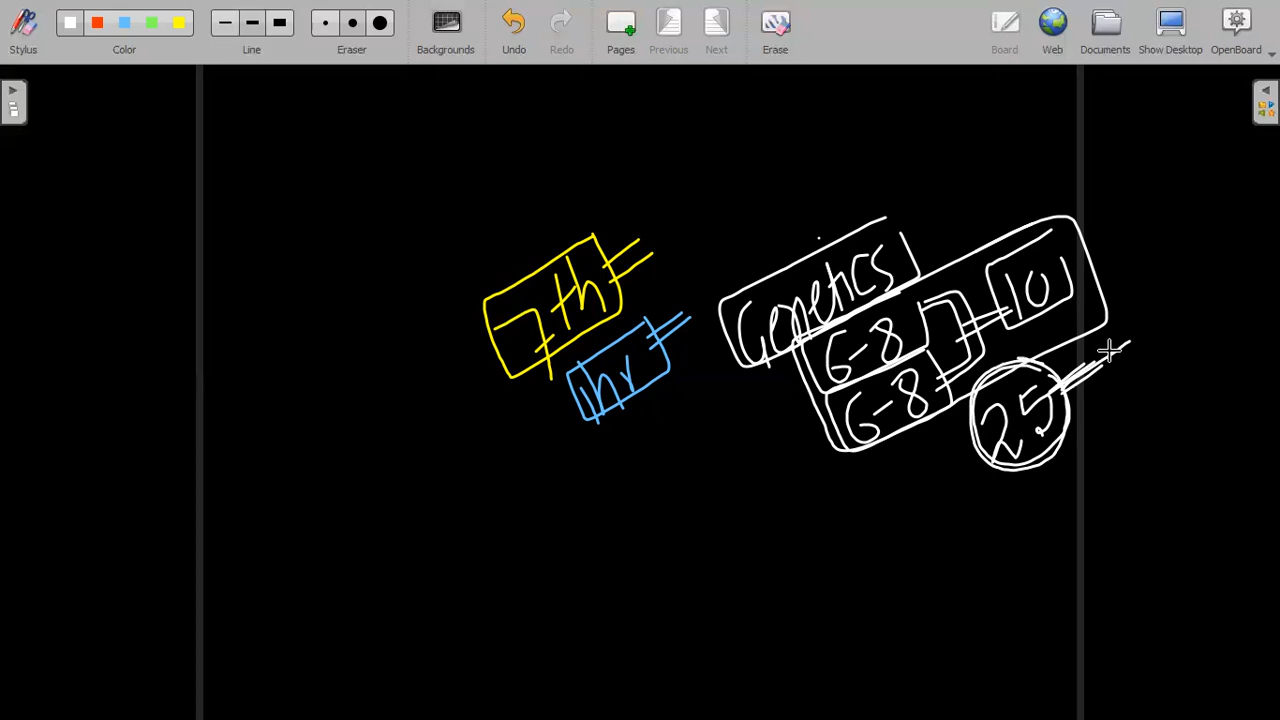 Stylus
Color
Line
Eraser
Backgrounds
Undo
Redo
Pages
Previous
Next
Erase
Board
Web
Documents
Show Desktop
OpenBoard
7th
1hr
Genetics
6-8
6-8
10
25